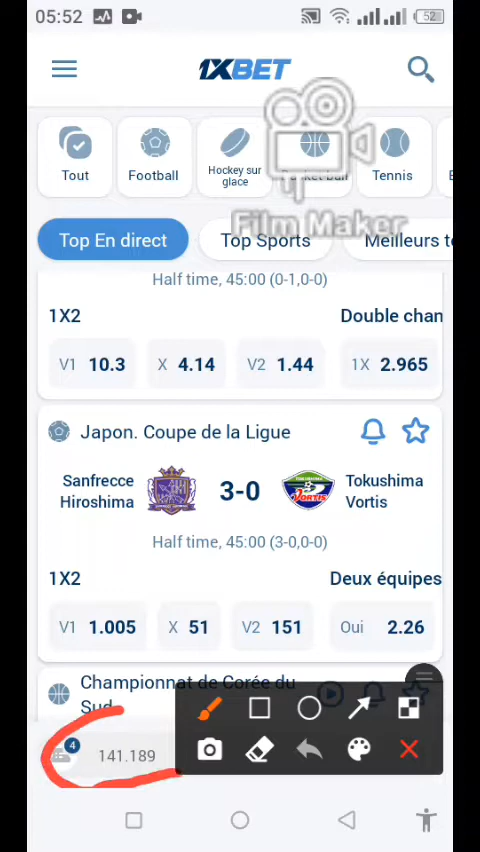 05:52
52
1XBET
Tout
Football
Hockey sur
glace
Tennis
Film Maker
Top En direct
Top Sports
Meilleurs
Half time, 45:00 (0-1,0-0)
1X2
Double chan
V1 10.3
X 4.14
V2 1.44
1X 2.965
Japon. Coupe de la Ligue
Sanfrecce
Hiroshima
3-0
Tokushima
Vortis
VORTIS
Half time, 45:00 (3-0,0-0)
1X2
Deux équipes
V1 1.005
X 51
V2 151
Oui 2.26
Championnat de Corée du
Sud
4
141.189